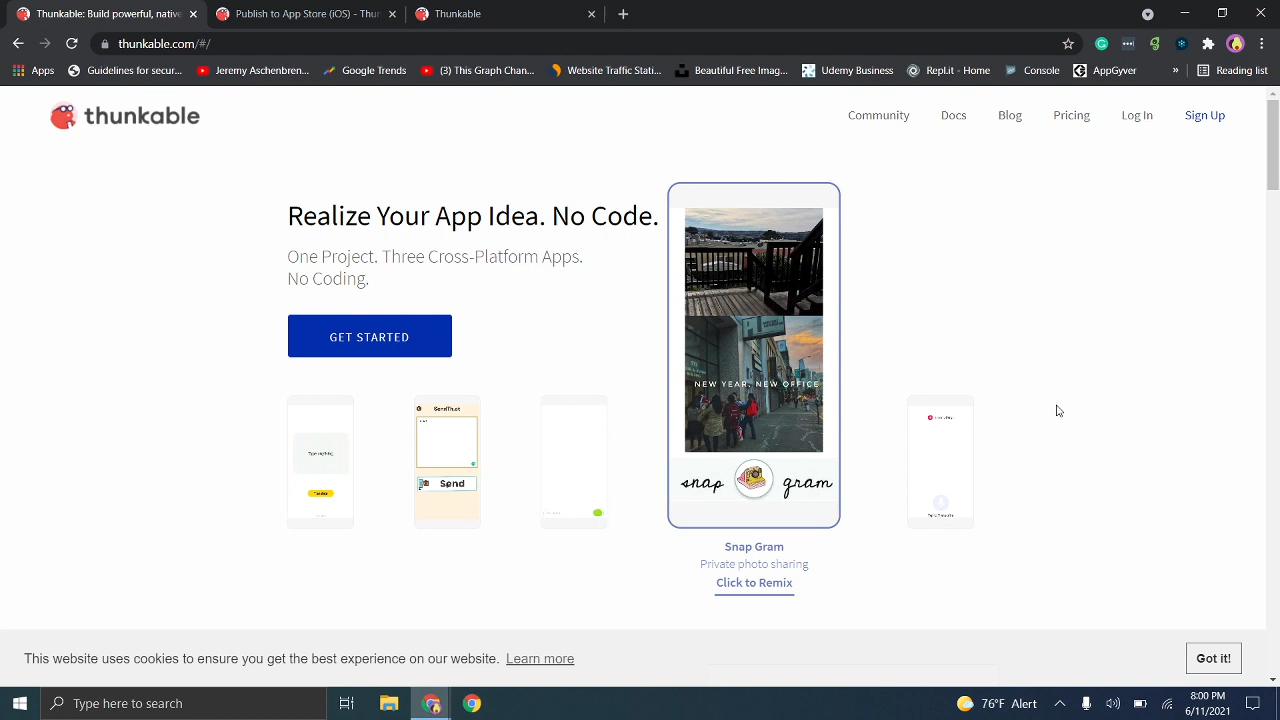 Thunkable: Build powerful, native
Publish to App Store (iOS) - Thun
Thunkable
thunkable.com/#/
Apps
Guidelines for secur...
Jeremy Aschenbren...
Google Trends
(3) This Graph Chan...
Website Traffic Stati...
Beautiful Free Imag...
Udemy Business
Repl.it - Home
Console
AppGyver
»
Reading list
thunkable
Community
Docs
Blog
Pricing
Log In
Sign Up
Realize Your App Idea. No Code.
One Project. Three Cross-Platform Apps.
No Coding.
GET STARTED
Send
NEW YEAR, NEW OFFICE
snap gram
Snap Gram
Private photo sharing
Click to Remix
This website uses cookies to ensure you get the best experience on our website. Learn more
Got it!
Type here to search
76°F Alert
8:00 PM
6/11/2021